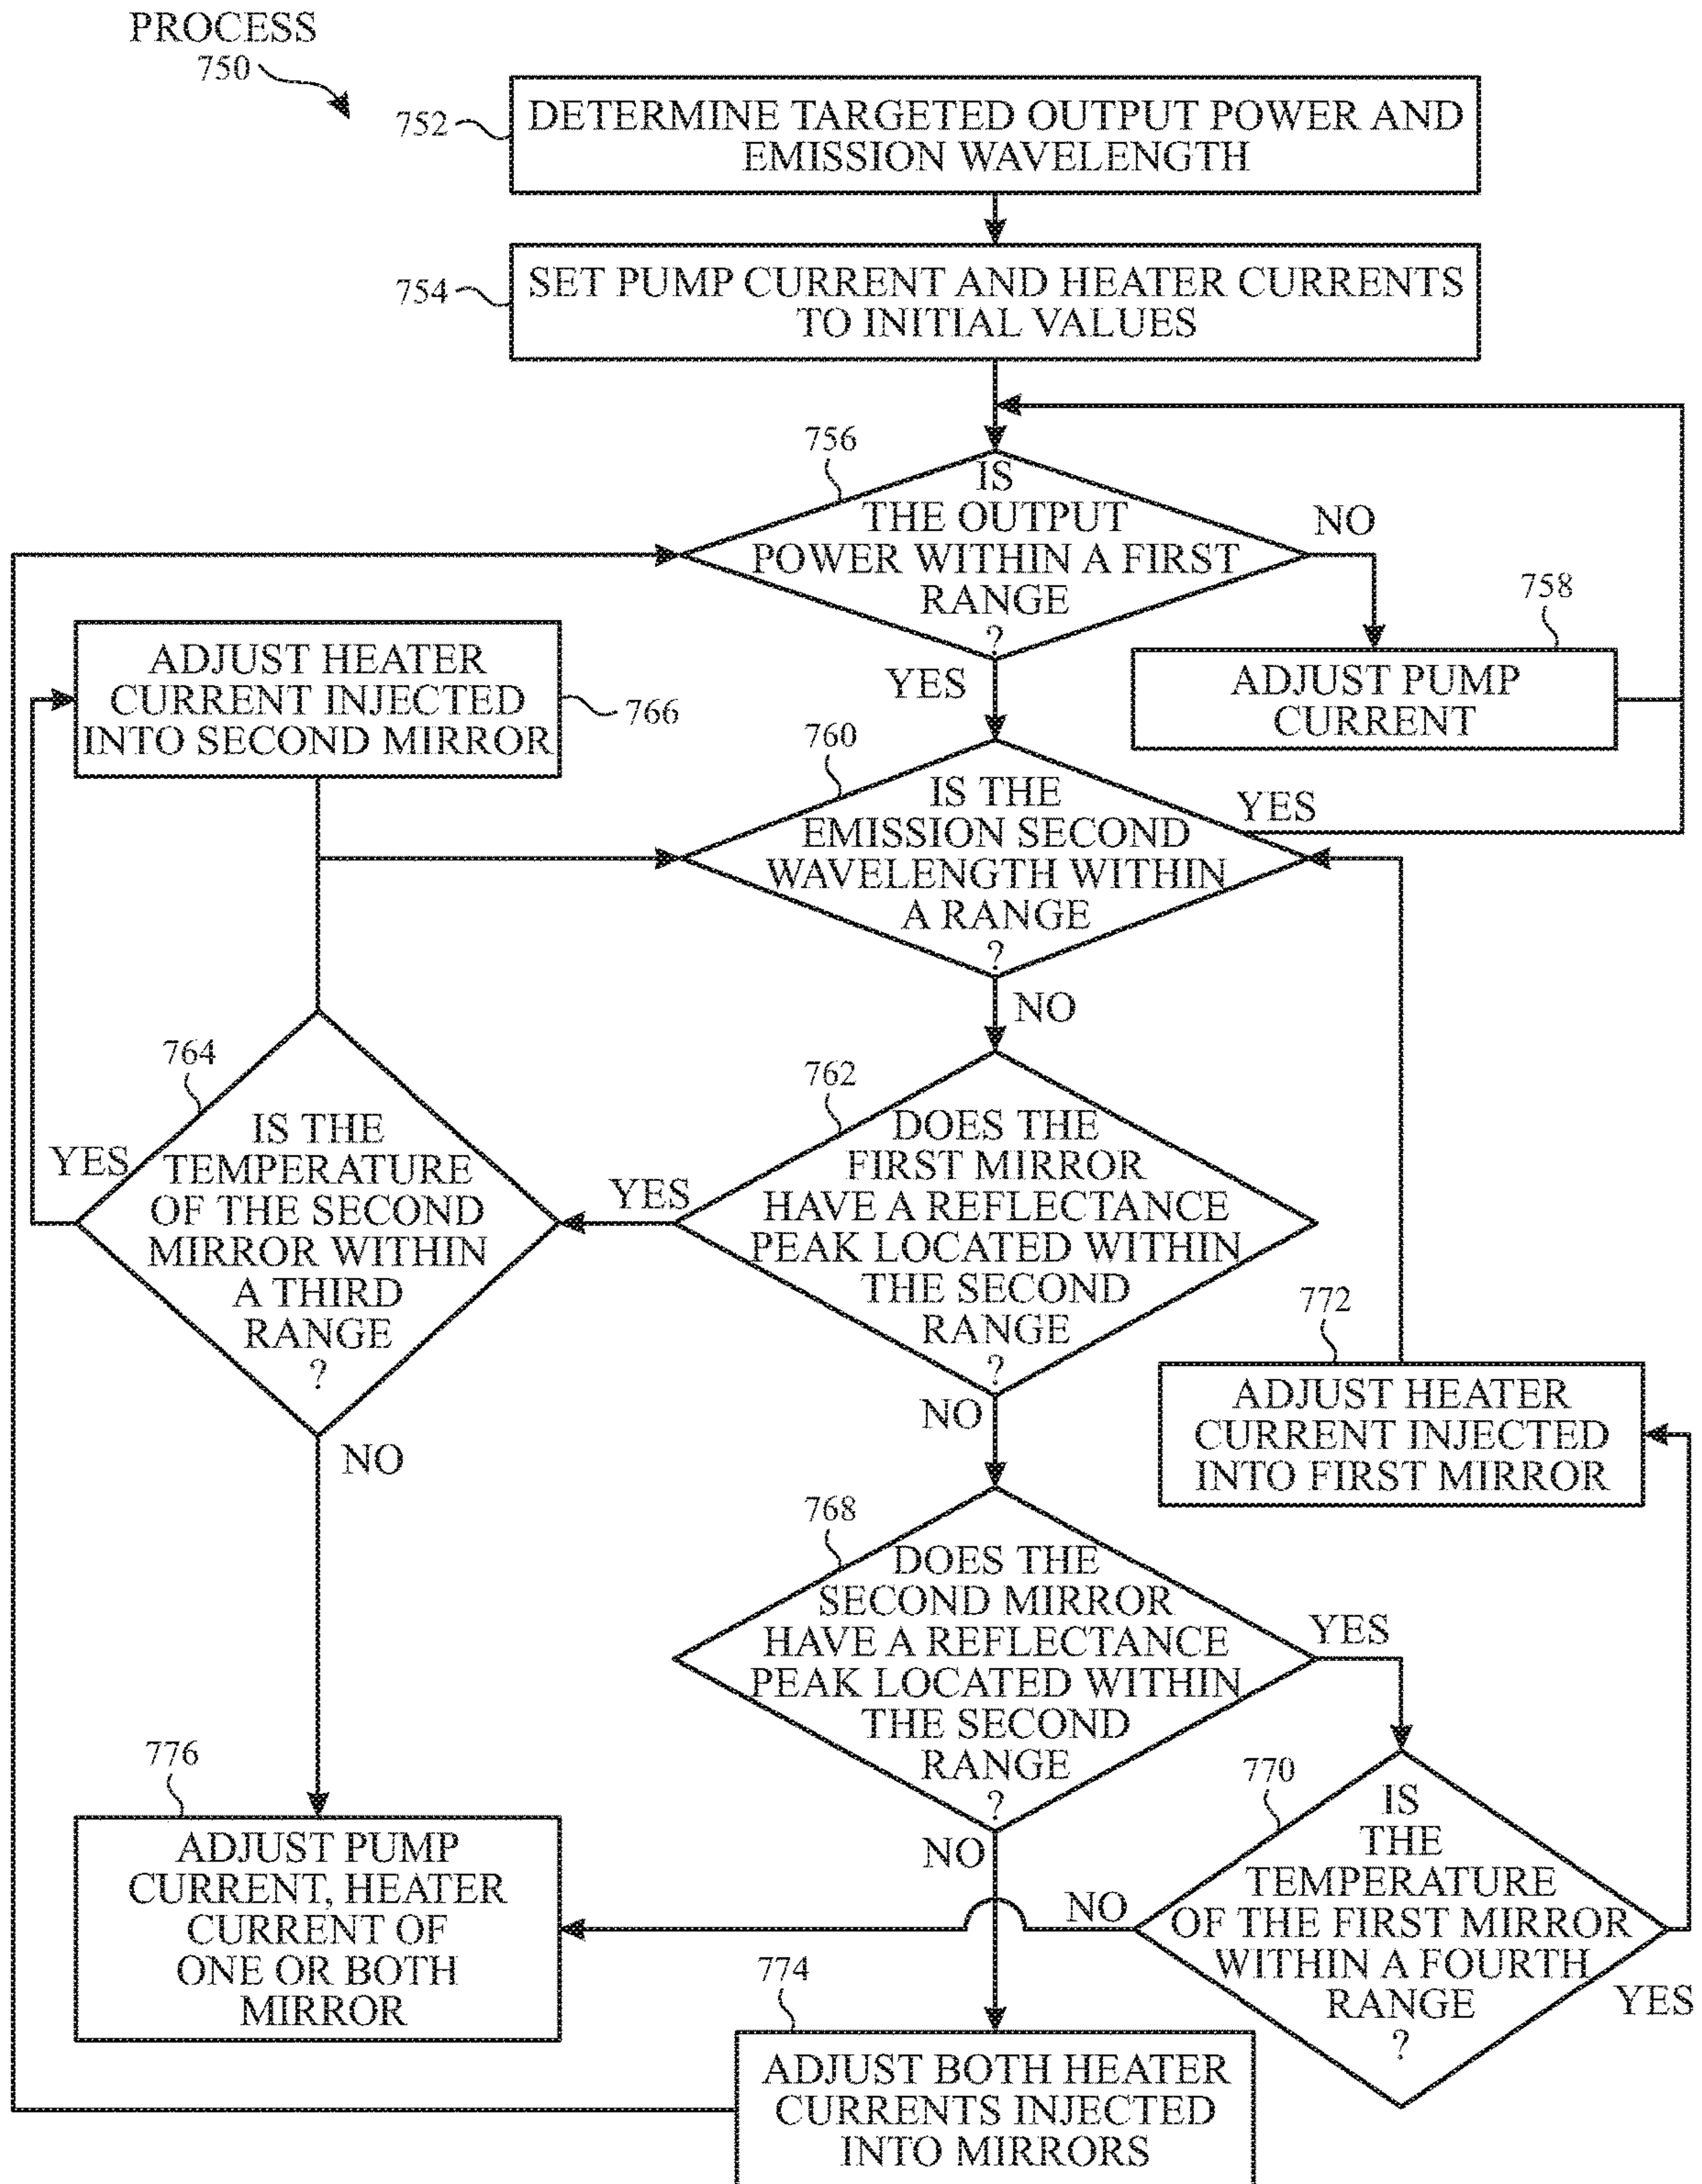 PROCESS
750
752
DETERMINE TARGETED OUTPUT POWER AND
EMISSION WAVELENGTH
754
SET PUMP CURRENT AND HEATER CURRENTS
TO INITIAL VALUES
756
IS
THE OUTPUT
POWER WITHIN A FIRST
RANGE
?
NO
YES
758
ADJUST PUMP
CURRENT
ADJUST HEATER
CURRENT INJECTED
INTO SECOND MIRROR
766
760
IS THE
EMISSION SECOND
WAVELENGTH WITHIN
A RANGE
?
YES
NO
764
IS THE
TEMPERATURE
OF THE SECOND
MIRROR WITHIN
A THIRD
RANGE
?
YES
NO
762
DOES THE
FIRST MIRROR
HAVE A REFLECTANCE
PEAK LOCATED WITHIN
THE SECOND
RANGE
?
YES
NO
772
ADJUST HEATER
CURRENT INJECTED
INTO FIRST MIRROR
768
DOES THE
SECOND MIRROR
HAVE A REFLECTANCE
PEAK LOCATED WITHIN
THE SECOND
RANGE
?
YES
NO
770
IS
THE
TEMPERATURE
OF THE FIRST MIRROR
WITHIN A FOURTH
RANGE
?
NO
YES
776
ADJUST PUMP
CURRENT, HEATER
CURRENT OF
ONE OR BOTH
MIRROR
774
ADJUST BOTH HEATER
CURRENTS INJECTED
INTO MIRRORS